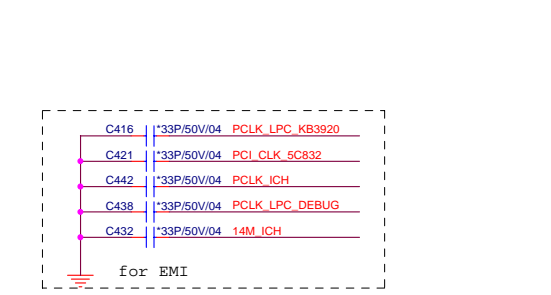 C416 *33P/50V/04 PCLK_LPC_KB3920
C421 *33P/50V/04 PCI_CLK_5C832
C442 *33P/50V/04 PCLK_ICH
C438 *33P/50V/04 PCLK_LPC_DEBUG
C432 *33P/50V/04 14M_ICH
for EMI